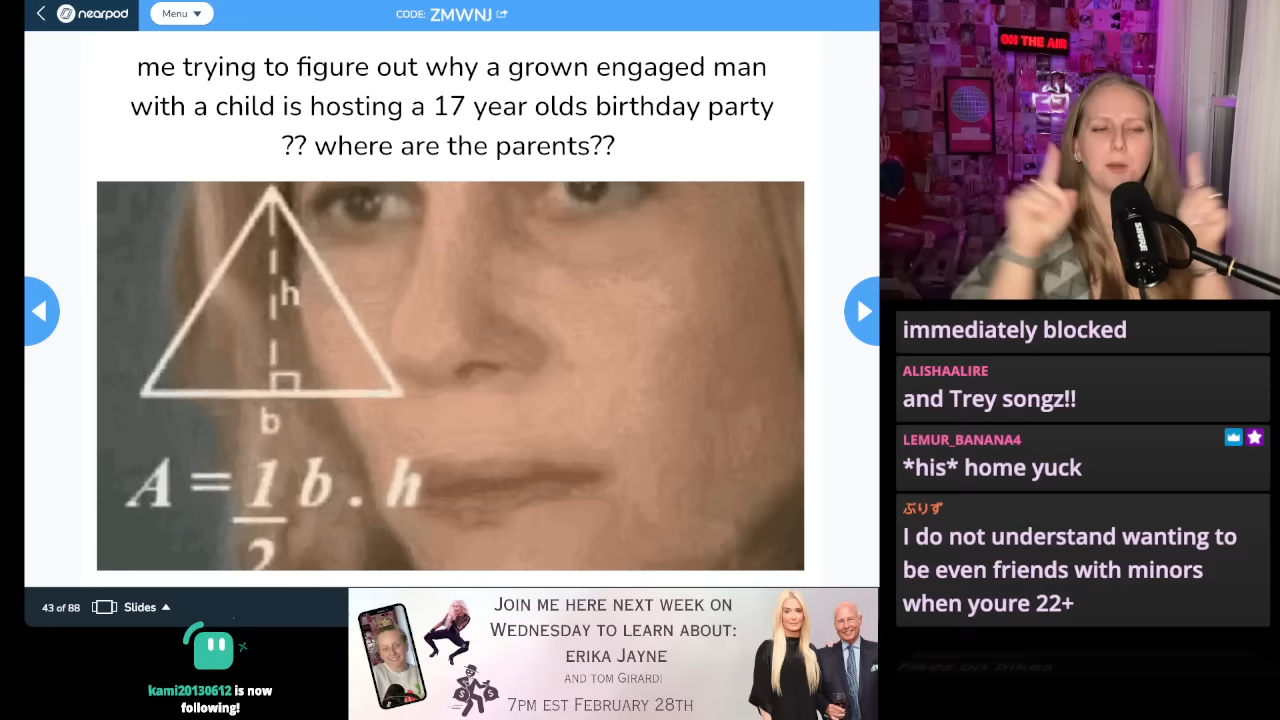 nearpod
Menu
CODE: ZMWNJ
me trying to figure out why a grown engaged man
with a child is hosting a 17 year olds birthday party
?? where are the parents??
h
b
A = 1/2 b . h
43 of 88
Slides
kami20130612 is now
following!
JOIN ME HERE NEXT WEEK ON
WEDNESDAY TO LEARN ABOUT:
ERIKA JAYNE
AND TOM GIRARDI
7PM EST FEBRUARY 28TH
ON THE AIR
SHURE
immediately blocked
ALISHAALIRE
and Trey songz!!
LEMUR_BANANA4
*his* home yuck
ぶりず
I do not understand wanting to
be even friends with minors
when youre 22+
Yikes on bikes